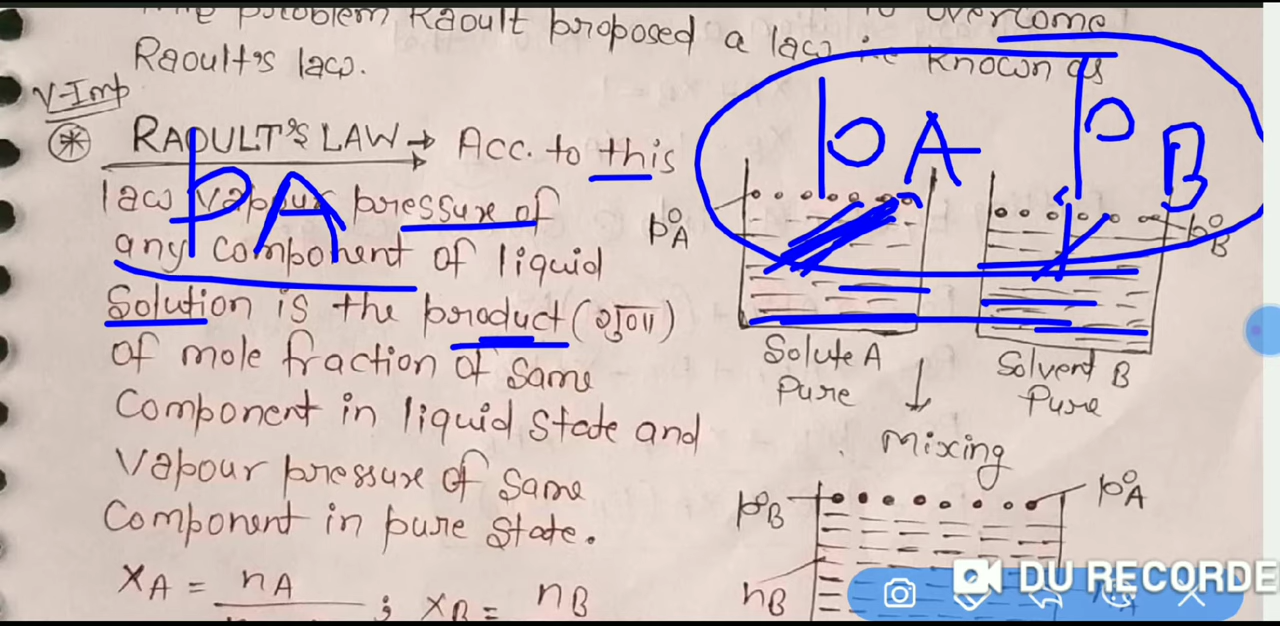 problem Raoult proposed a law ie known as
to overcome
Raoult's law.
V-Imp
* RAOULT'S LAW → Acc. to this
law vapour pressure of
any component of liquid
Solution is the product (गुणा)
of mole fraction of same
Component in liquid state and
Vapour pressure of same
Component in pure state.
xA = nA
; xB = nB
pA
pA
pB
p°A
p°B
Solute A
Pure
Solvent B
Pure
Mixing
p°B
p°A
nB
DU RECORDE